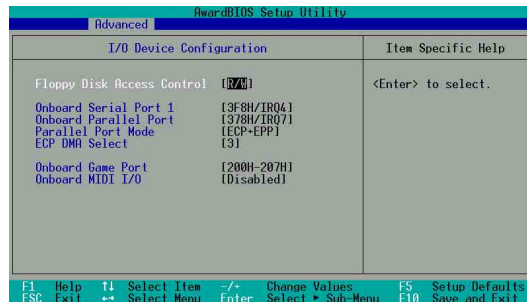 AwardBIOS Setup Utility
Advanced
I/O Device Configuration
Item Specific Help
Floppy Disk Access Control [R/W]
<Enter> to select.
Onboard Serial Port 1 [3F8H/IRQ4]
Onboard Parallel Port [378H/IRQ7]
Parallel Port Mode [ECP+EPP]
ECP DMA Select [3]
Onboard Game Port [200H-207H]
Onboard MIDI I/O [Disabled]
F1 Help ↑↓ Select Item -/+ Change Values F5 Setup Defaults
ESC Exit ←→ Select Menu Enter Select ► Sub-Menu F10 Save and Exit